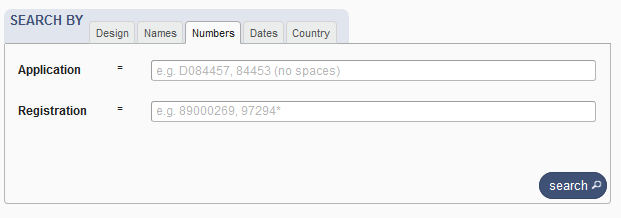 SEARCH BY
Design Names Numbers Dates Country
Application = e.g. D084457, 84453 (no spaces)
Registration = e.g. 89000269, 97294*
search